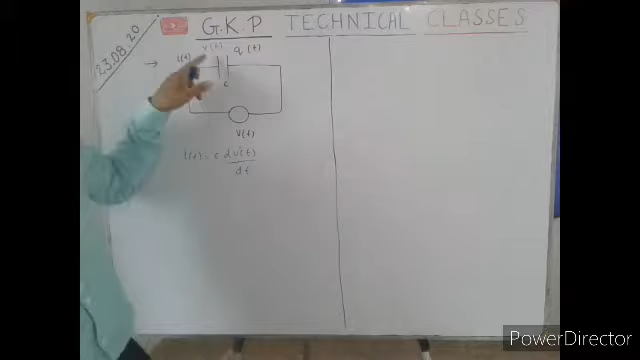 23.08.20
G.K.P TECHNICAL CLASSES
v(t) q(t)
i(t)
c
V(t)
i(t) = c dv(t)
dt
PowerDirector